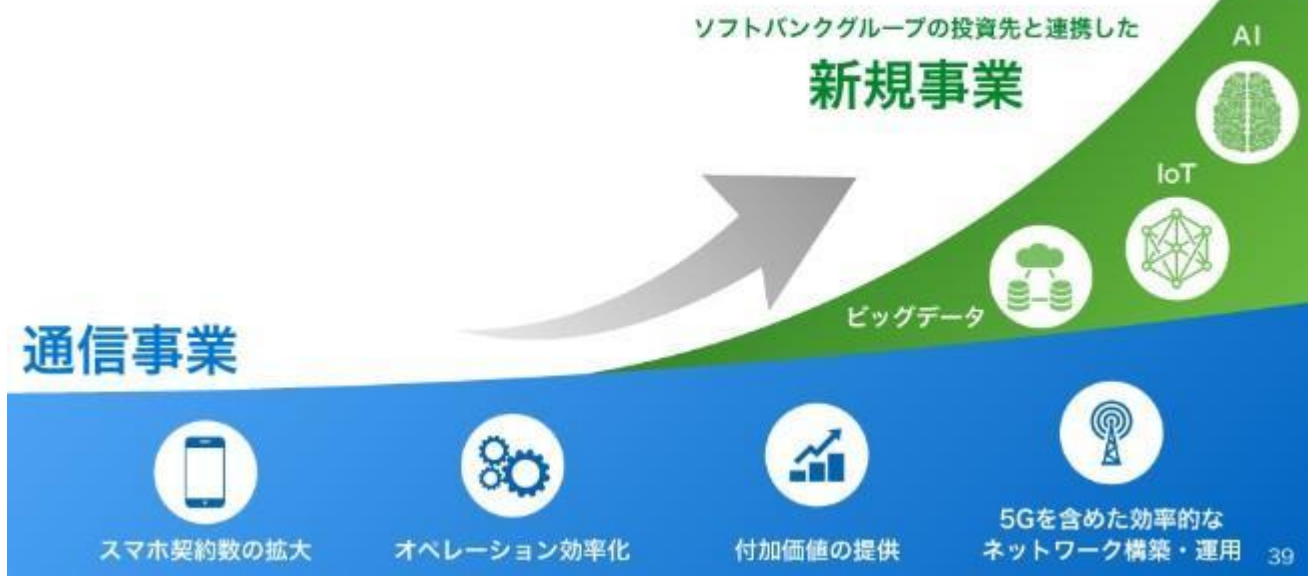 ソフトバンクグループの投資先と連携した
新規事業
AI
IoT
ビッグデータ
通信事業
スマホ契約数の拡大
オペレーション効率化
付加価値の提供
5Gを含めた効率的な
ネットワーク構築・運用
39